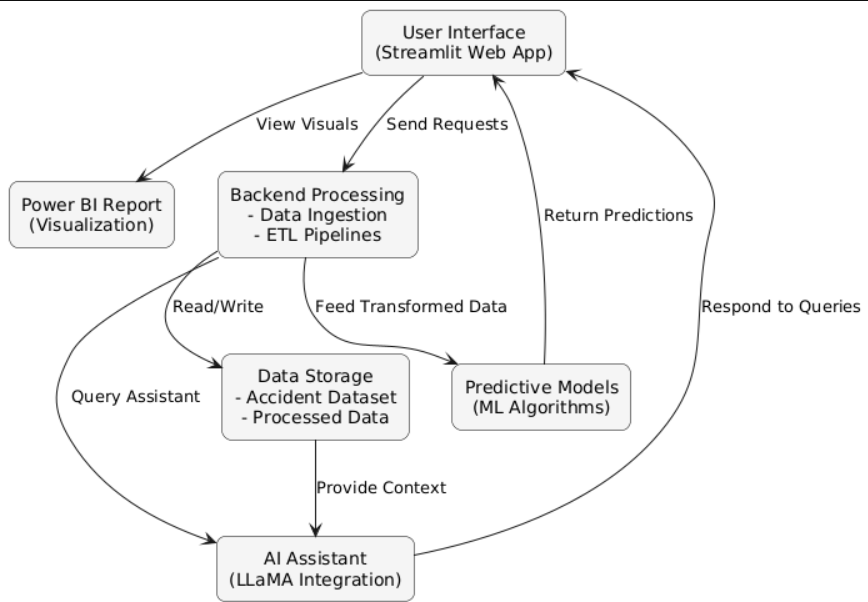 User Interface
(Streamlit Web App)
View Visuals
Send Requests
Power BI Report
(Visualization)
Backend Processing
- Data Ingestion
- ETL Pipelines
Return Predictions
Read/Write
Feed Transformed Data
Respond to Queries
Query Assistant
Data Storage
- Accident Dataset
- Processed Data
Predictive Models
(ML Algorithms)
Provide Context
AI Assistant
(LLaMA Integration)